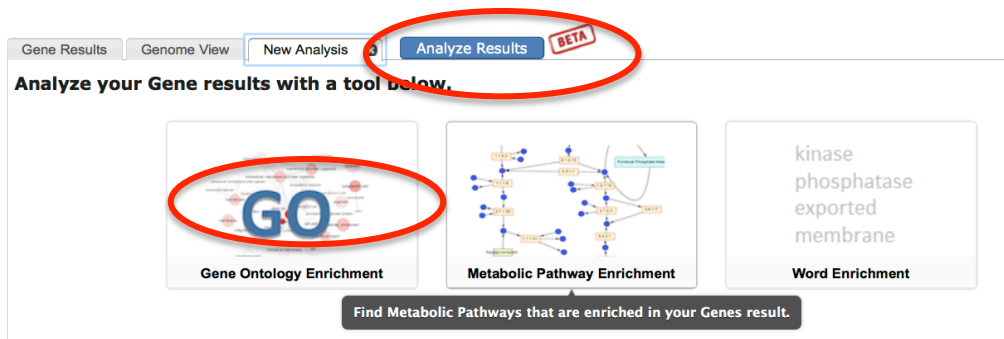 Gene Results
Genome View
New Analysis
Analyze Results
BETA
Analyze your Gene results with a tool below.
GO
Gene Ontology Enrichment
Metabolic Pathway Enrichment
kinase
phosphatase
exported
membrane
Word Enrichment
Find Metabolic Pathways that are enriched in your Genes result.